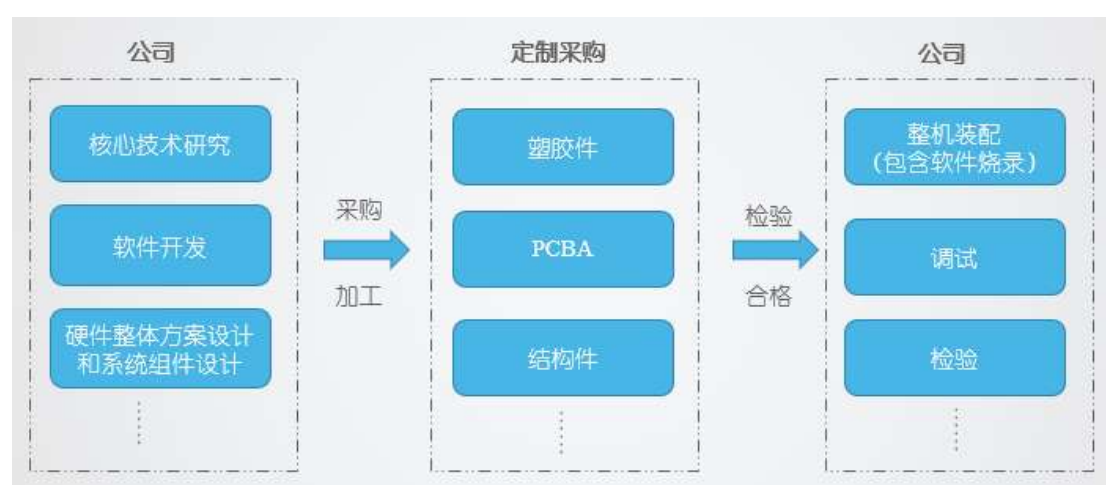 公司
核心技术研究
软件开发
硬件整体方案设计
和系统组件设计
采购
加工
定制采购
塑胶件
PCBA
结构件
检验
合格
公司
整机装配
(包含软件烧录)
调试
检验